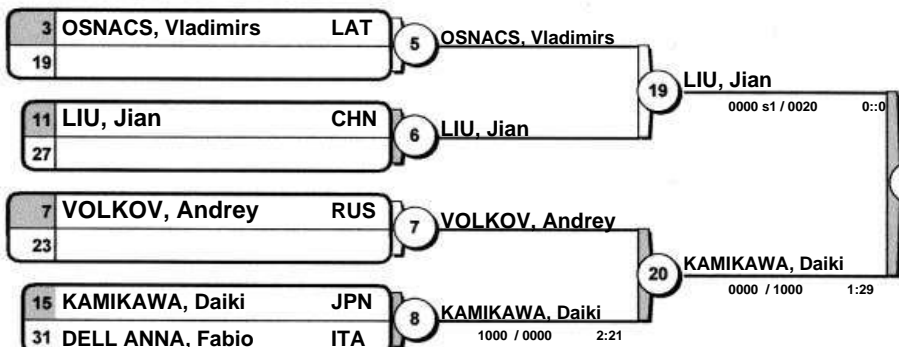 3 OSNACS, Vladimirs LAT
19
5
OSNACS, Vladimirs
11 LIU, Jian CHN
27
6
LIU, Jian
19
LIU, Jian
0000 s1 / 0020 0::0
7 VOLKOV, Andrey RUS
23
7
VOLKOV, Andrey
15 KAMIKAWA, Daiki JPN
31 DELL ANNA, Fabio ITA
8
KAMIKAWA, Daiki
1000 / 0000 2:21
20
KAMIKAWA, Daiki
0000 / 1000 1:29